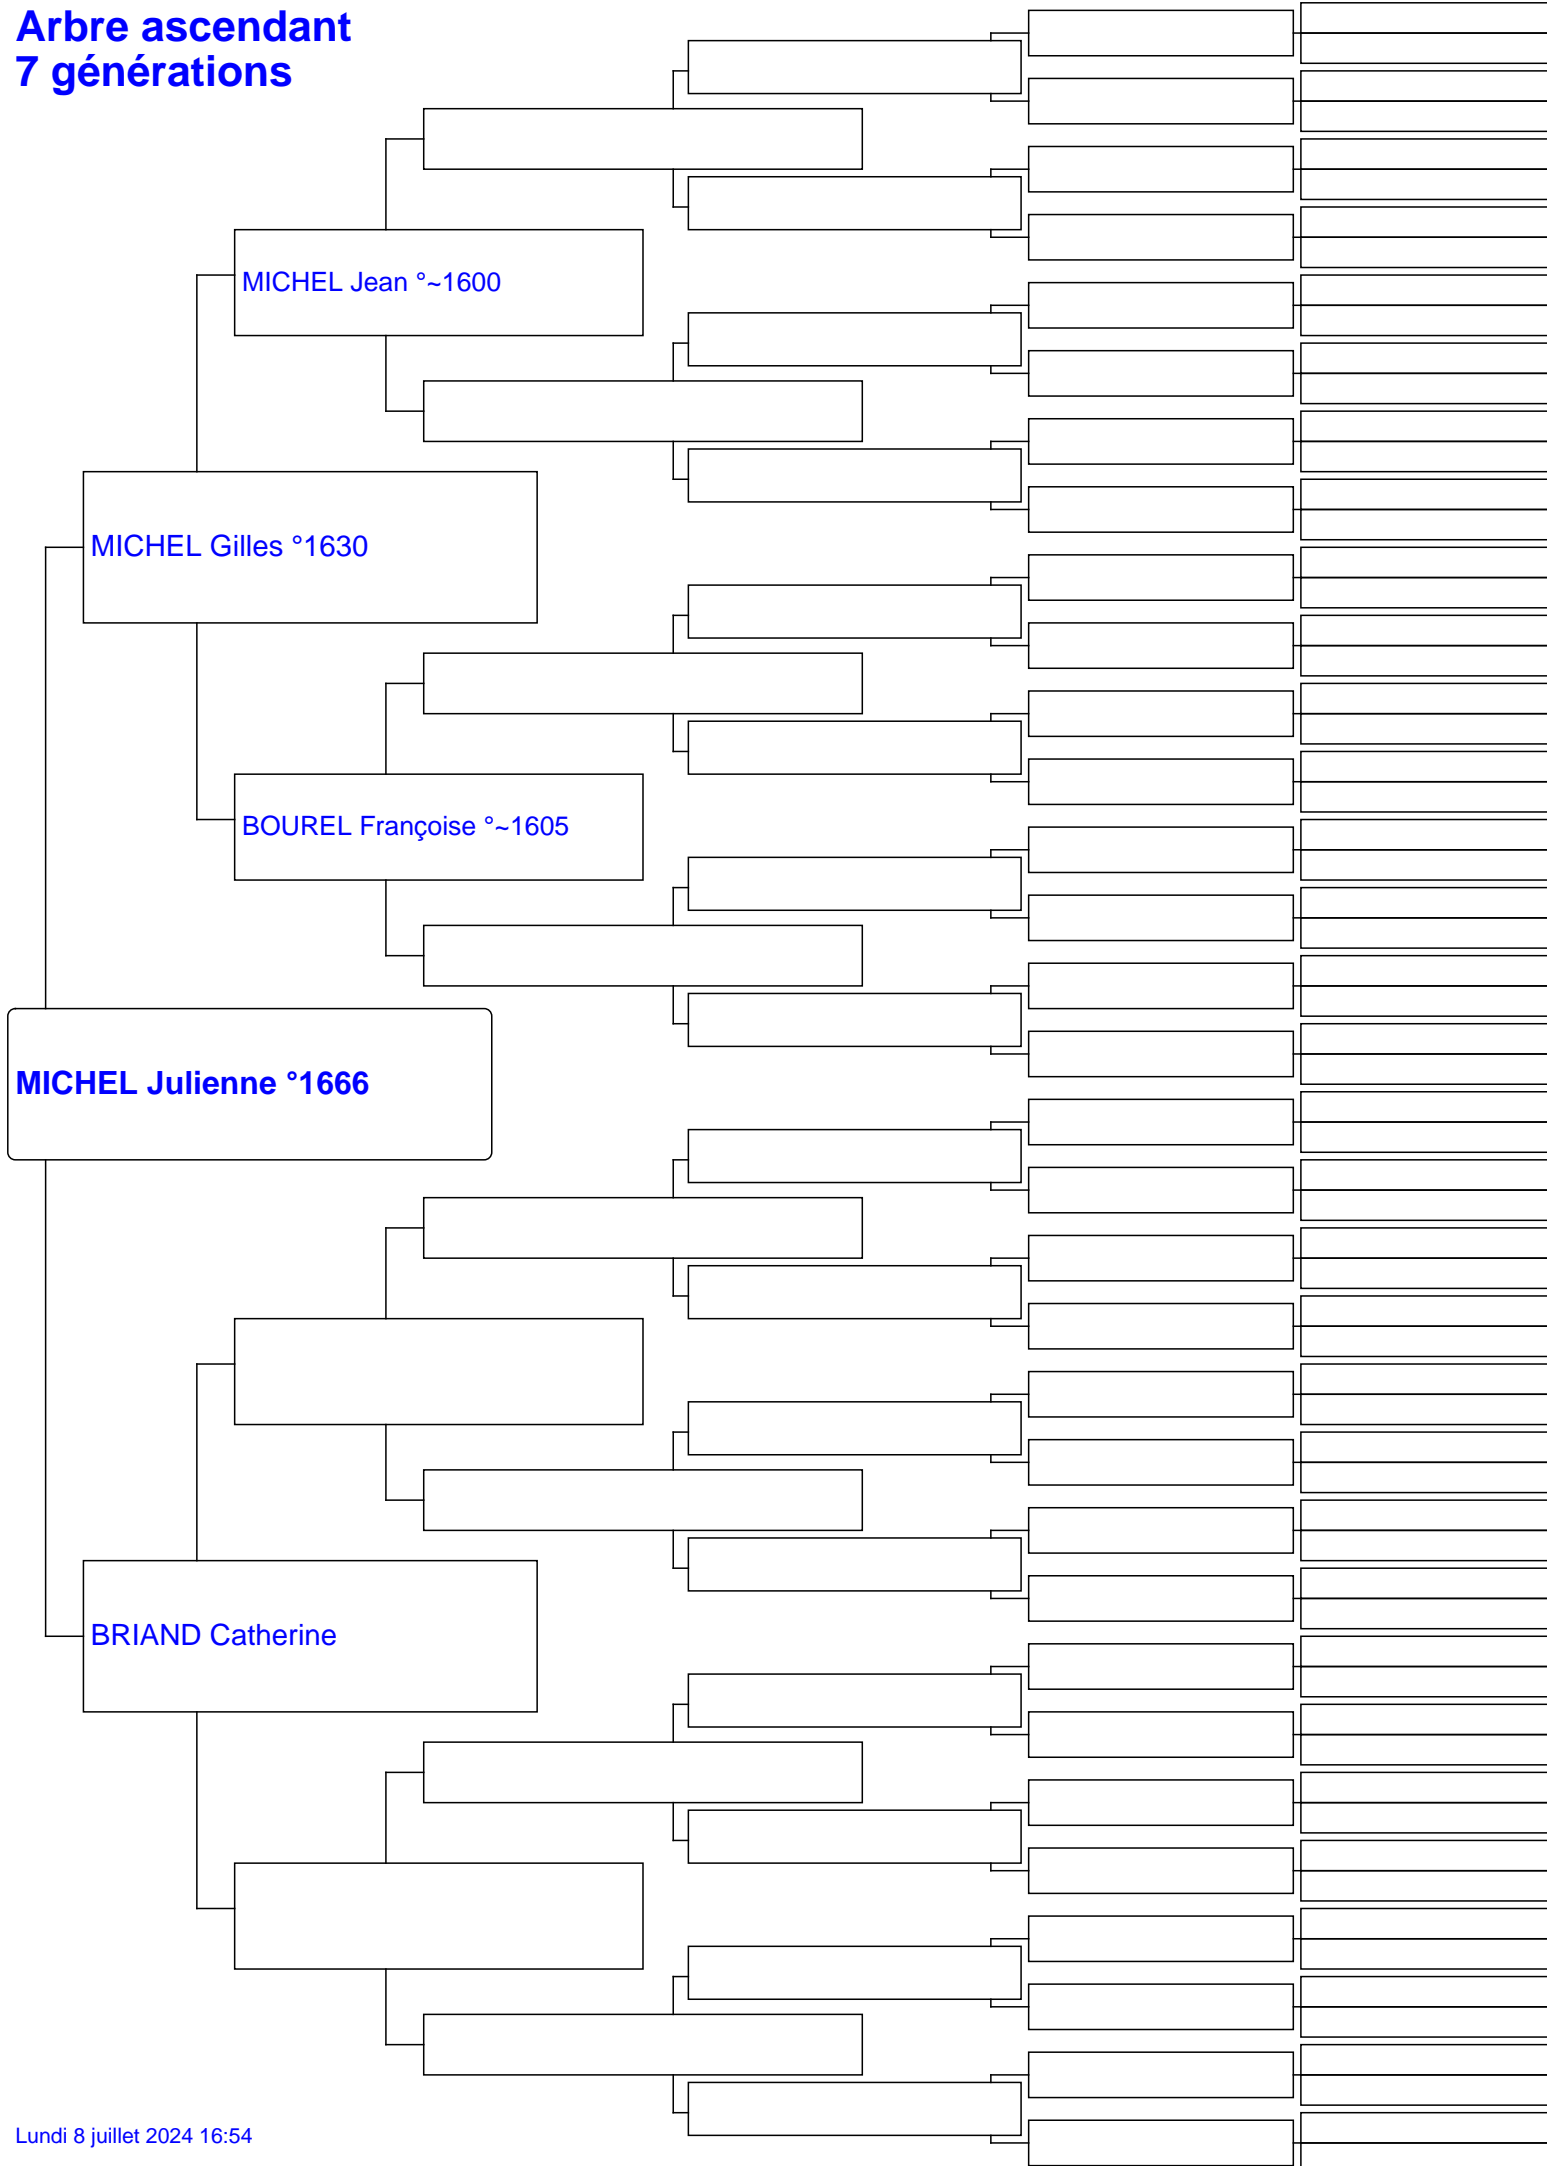 Arbre ascendant
7 générations
MICHEL Jean °~1600
MICHEL Gilles °1630
BOUREL Françoise °~1605
MICHEL Julienne °1666
BRIAND Catherine
Lundi 8 juillet 2024 16:54